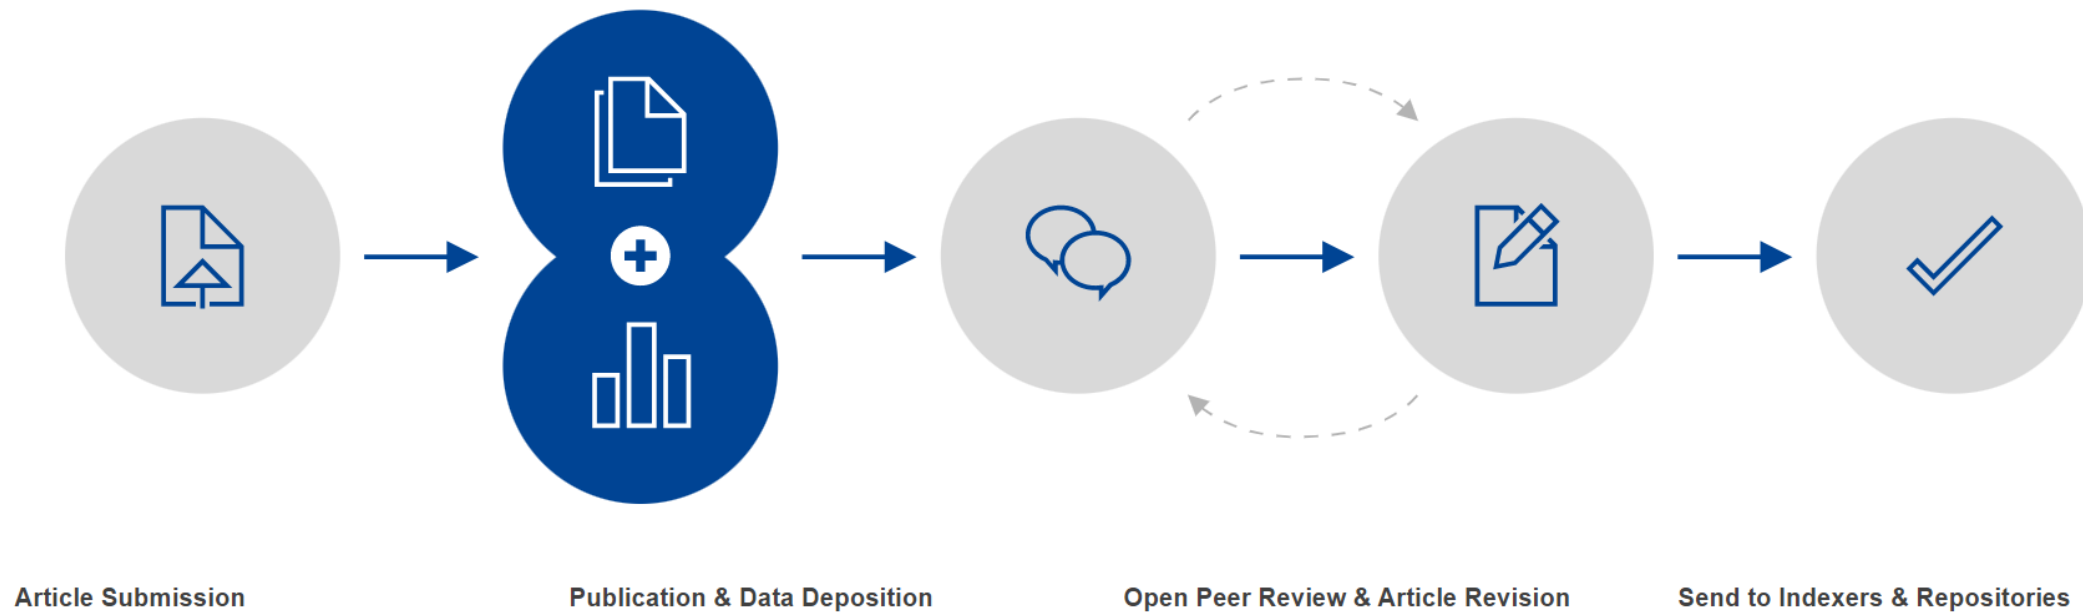 Article Submission
Publication & Data Deposition
Open Peer Review & Article Revision
Send to Indexers & Repositories